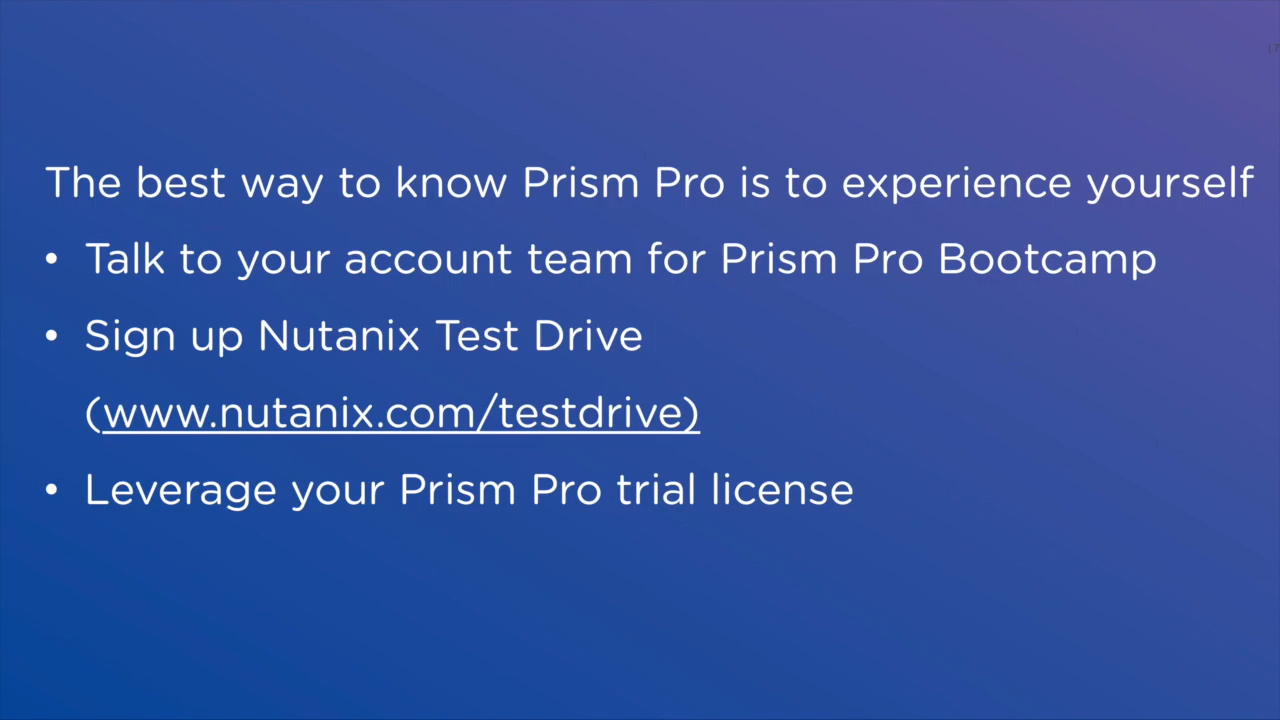 The best way to know Prism Pro is to experience yourself
• Talk to your account team for Prism Pro Bootcamp
• Sign up Nutanix Test Drive
(www.nutanix.com/testdrive)
• Leverage your Prism Pro trial license